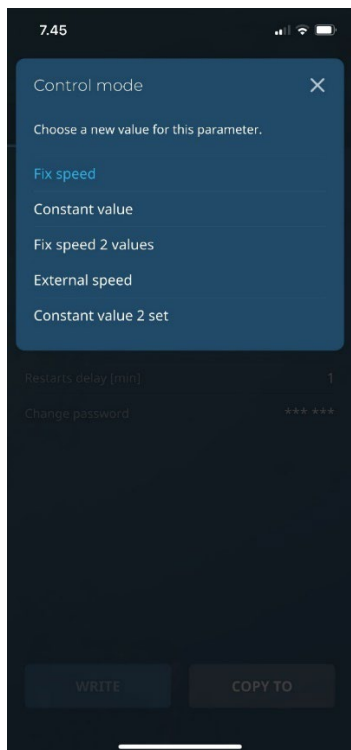 7.45
Control mode
Choose a new value for this parameter.
Fix speed
Constant value
Fix speed 2 values
External speed
Constant value 2 set
Restarts delay [min] 1
Change password *** ***
WRITE COPY TO